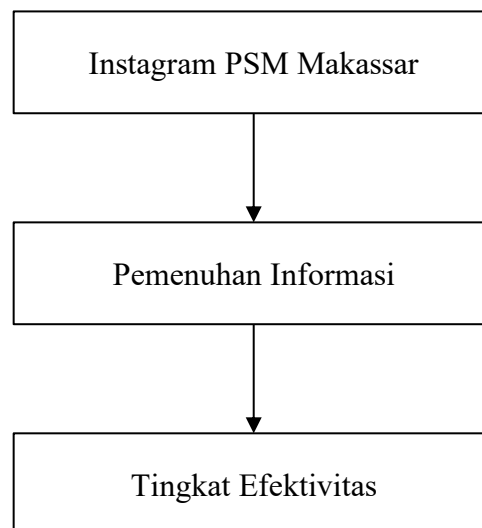 Instagram PSM Makassar
Pemenuhan Informasi
Tingkat Efektivitas